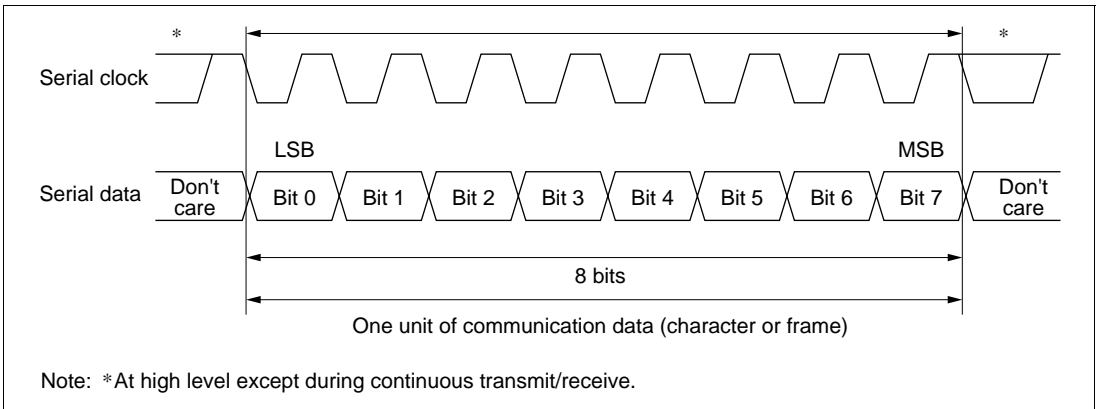 * *
Serial clock
LSB MSB
Serial data Don't care Bit 0 Bit 1 Bit 2 Bit 3 Bit 4 Bit 5 Bit 6 Bit 7 Don't care
8 bits
One unit of communication data (character or frame)
Note: *At high level except during continuous transmit/receive.